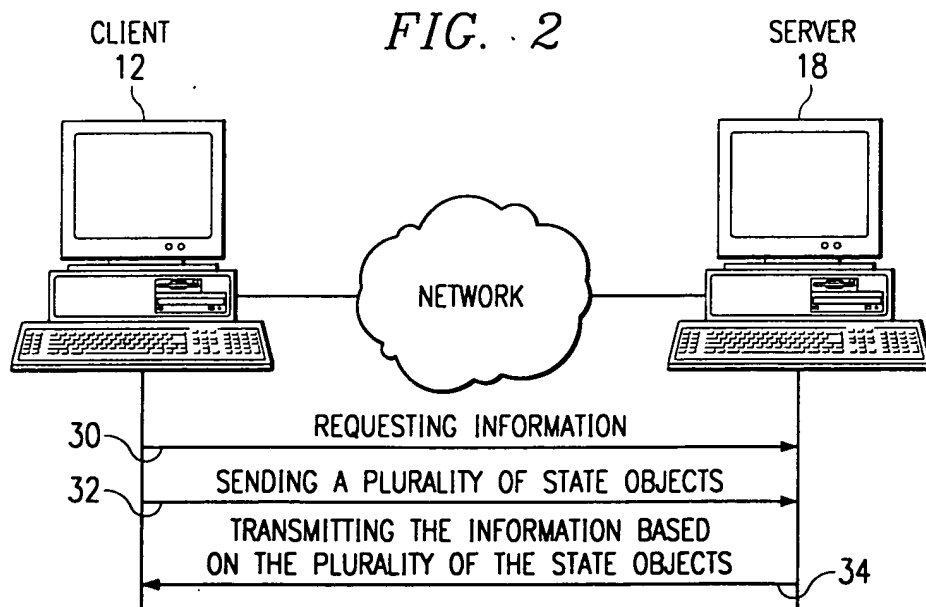 FIG. 2
CLIENT
12
SERVER
18
NETWORK
30
REQUESTING INFORMATION
32
SENDING A PLURALITY OF STATE OBJECTS
TRANSMITTING THE INFORMATION BASED
ON THE PLURALITY OF THE STATE OBJECTS
34